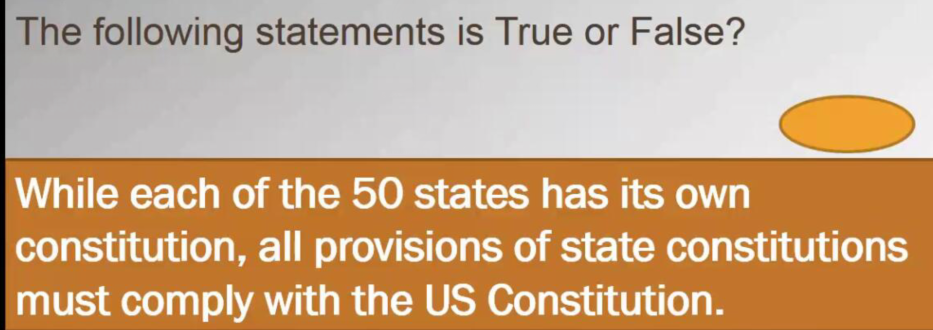 The following statements is True or False?
While each of the 50 states has its own
constitution, all provisions of state constitutions
must comply with the US Constitution.